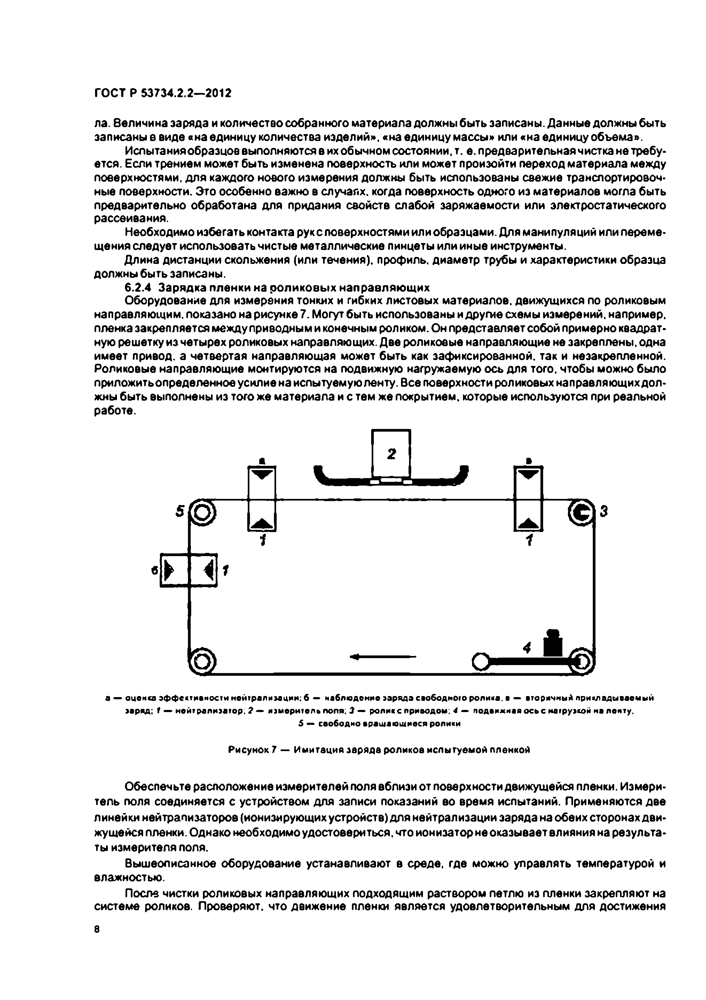 ГОСТ Р 53734.2.2—2012
ла. Величина заряда и количество собранного материала должны быть записаны. Данные должны быть
записаны в виде «на единицу количества изделий», «на единицу массы» или «на единицу объема».
Испытания образцов выполняются в их обычном состоянии, т. е. предварительная чистка не требу-
ется. Если трением может быть изменена поверхность или может произойти переход материала между
поверхностями, для каждого нового измерения должны быть использованы свежие транспортировоч-
ные поверхности. Это особенно важно в случаях, когда поверхность одного из материалов могла быть
предварительно обработана для придания свойств слабой заряжаемости или электростатического
рассеивания.
Необходимо избегать контакта рук с поверхностями или образцами. Для манипуляций или переме-
щения следует использовать чистые металлические пинцеты или иные инструменты.
Длина дистанции скольжения (или течения), профиль, диаметр трубы и характеристики образца
должны быть записаны.
6.2.4 Зарядка пленки на роликовых направляющих
Оборудование для измерения тонких и гибких листовых материалов, движущихся по роликовым
направляющим, показано на рисунке 7. Могут быть использованы и другие схемы измерений, например,
пленка закрепляется между приводным и конечным роликом. Он представляет собой примерно квадрат-
ную решетку из четырех роликовых направляющих. Две роликовые направляющие не закреплены, одна
имеет привод, а четвертая направляющая может быть как зафиксированной, так и незакрепленной.
Роликовые направляющие монтируются на подвижную нагружаемую ось для того, чтобы можно было
приложить определенное усилие на испытуемую ленту. Все поверхности роликовых направляющих дол-
жны быть выполнены из того же материала и с тем же покрытием, которые используются при реальной
работе.
2
а
в
5
3
1
1
б
1
4
а — оценка эффективности нейтрализации; б — наблюдение заряда свободного ролика, в — вторичный прикладываемый
заряд; 1 — нейтрализатор; 2 — измеритель поля; 3 — ролик с приводом; 4 — подвижная ось с нагрузкой на ленту,
5 — свободно вращающиеся ролики
Рисунок 7 — Имитация заряда роликов испытуемой пленкой
Обеспечьте расположение измерителей поля вблизи от поверхности движущейся пленки. Измери-
тель поля соединяется с устройством для записи показаний во время испытаний. Применяются две
линейки нейтрализаторов (ионизирующих устройств) для нейтрализации заряда на обеих сторонах дви-
жущейся пленки. Однако необходимо удостовериться, что ионизатор не оказывает влияния на результа-
ты измерителя поля.
Вышеописанное оборудование устанавливают в среде, где можно управлять температурой и
влажностью.
После чистки роликовых направляющих подходящим раствором петлю из пленки закрепляют на
системе роликов. Проверяют, что движение пленки является удовлетворительным для достижения
8